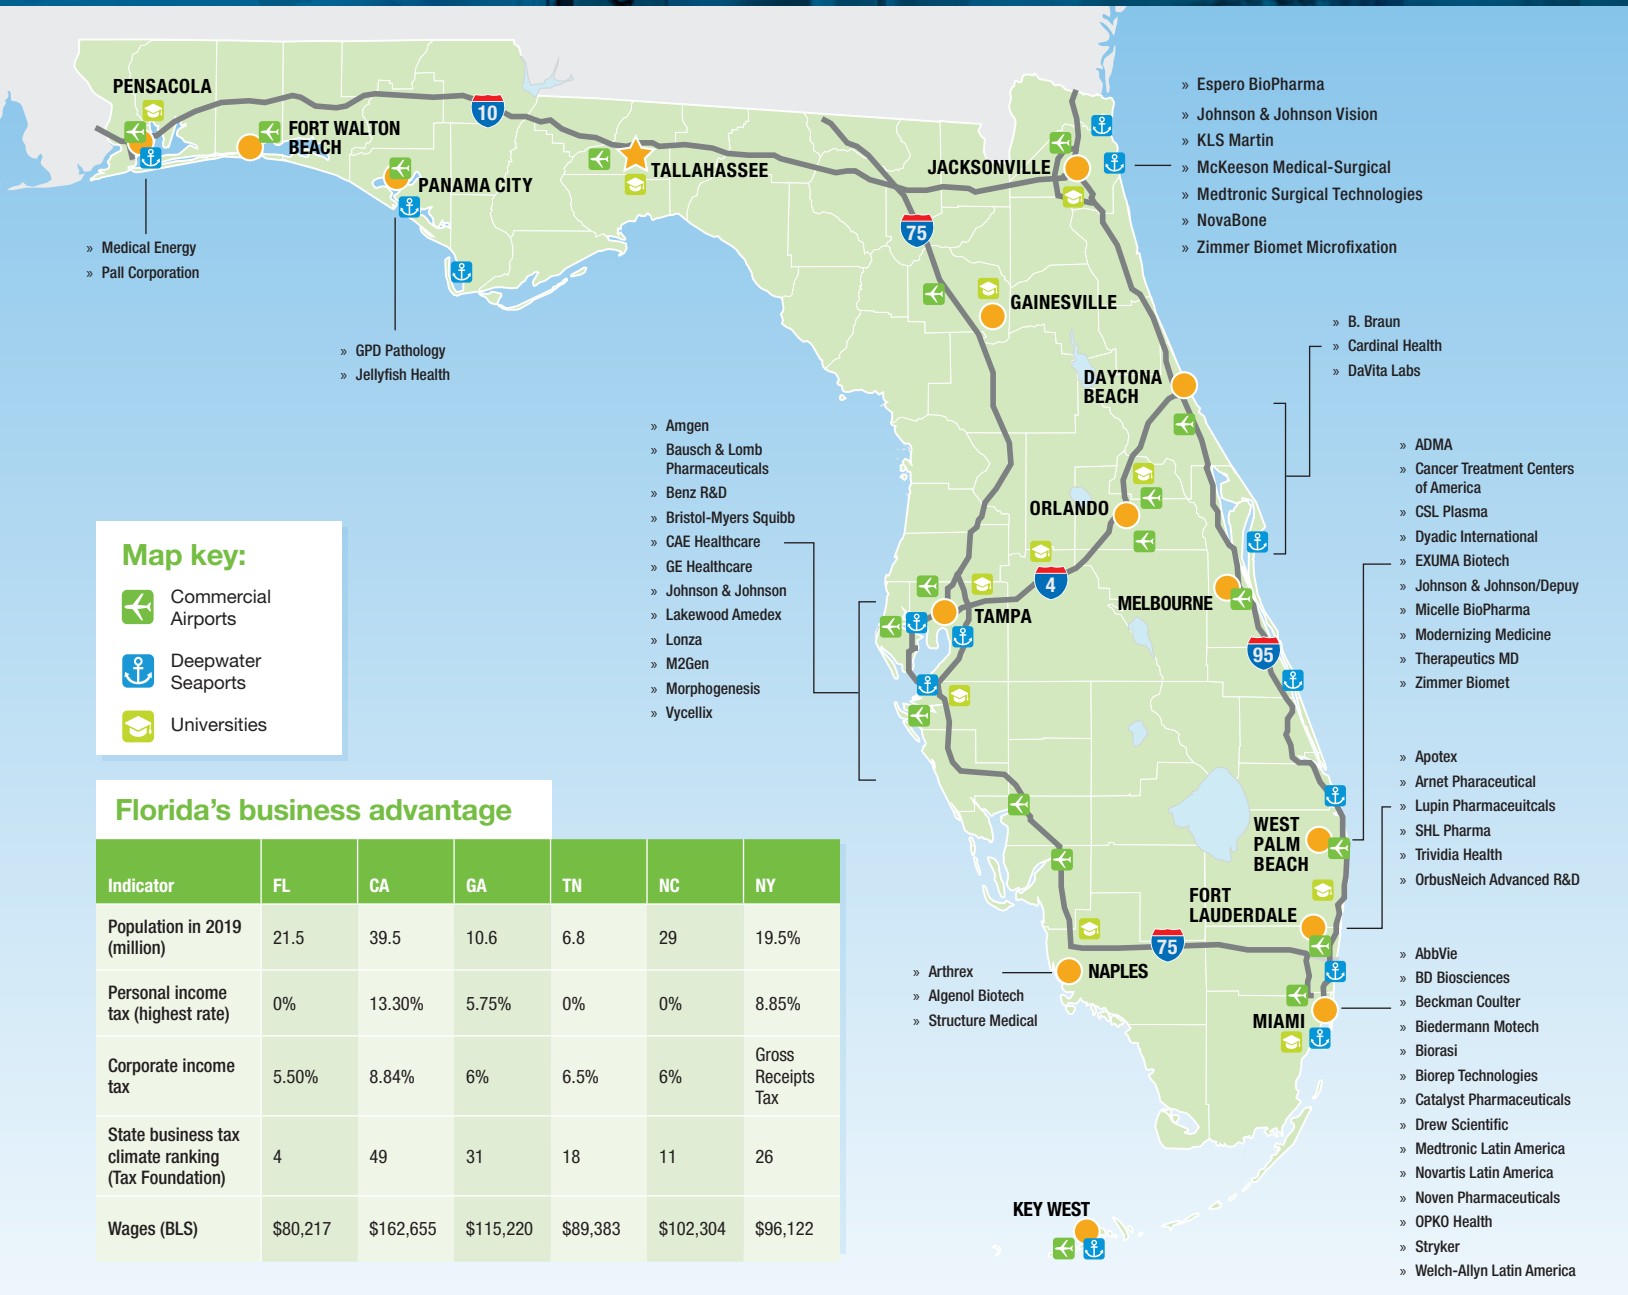 PENSACOLA
FORT WALTON
BEACH
10
PANAMA CITY
TALLAHASSEE
JACKSONVILLE
75
GAINESVILLE
DAYTONA
BEACH
ORLANDO
4
TAMPA
MELBOURNE
95
WEST
PALM
BEACH
FORT
LAUDERDALE
75
NAPLES
MIAMI
KEY WEST
» Medical Energy
» Pall Corporation
» GPD Pathology
» Jellyfish Health
» Espero BioPharma
» Johnson & Johnson Vision
» KLS Martin
» McKeeson Medical-Surgical
» Medtronic Surgical Technologies
» NovaBone
» Zimmer Biomet Microfixation
» B. Braun
» Cardinal Health
» DaVita Labs
» Amgen
» Bausch & Lomb
Pharmaceuticals
» Benz R&D
» Bristol-Myers Squibb
» CAE Healthcare
» GE Healthcare
» Johnson & Johnson
» Lakewood Amedex
» Lonza
» M2Gen
» Morphogenesis
» Vycellix
» ADMA
» Cancer Treatment Centers
of America
» CSL Plasma
» Dyadic International
» EXUMA Biotech
» Johnson & Johnson/Depuy
» Micelle BioPharma
» Modernizing Medicine
» Therapeutics MD
» Zimmer Biomet
» Apotex
» Arnet Pharaceutical
» Lupin Pharmaceuitcals
» SHL Pharma
» Trividia Health
» OrbusNeich Advanced R&D
» Arthrex
» Algenol Biotech
» Structure Medical
» AbbVie
» BD Biosciences
» Beckman Coulter
» Biedermann Motech
» Biorasi
» Biorep Technologies
» Catalyst Pharmaceuticals
» Drew Scientific
» Medtronic Latin America
» Novartis Latin America
» Noven Pharmaceuticals
» OPKO Health
» Stryker
» Welch-Allyn Latin America
Map key:
Commercial
Airports
Deepwater
Seaports
Universities
Florida's business advantage
Indicator FL CA GA TN NC NY
Population in 2019
(million) 21.5 39.5 10.6 6.8 29 19.5%
Personal income
tax (highest rate) 0% 13.30% 5.75% 0% 0% 8.85%
Corporate income
tax 5.50% 8.84% 6% 6.5% 6% Gross
Receipts
Tax
State business tax
climate ranking
(Tax Foundation) 4 49 31 18 11 26
Wages (BLS) $80,217 $162,655 $115,220 $89,383 $102,304 $96,122